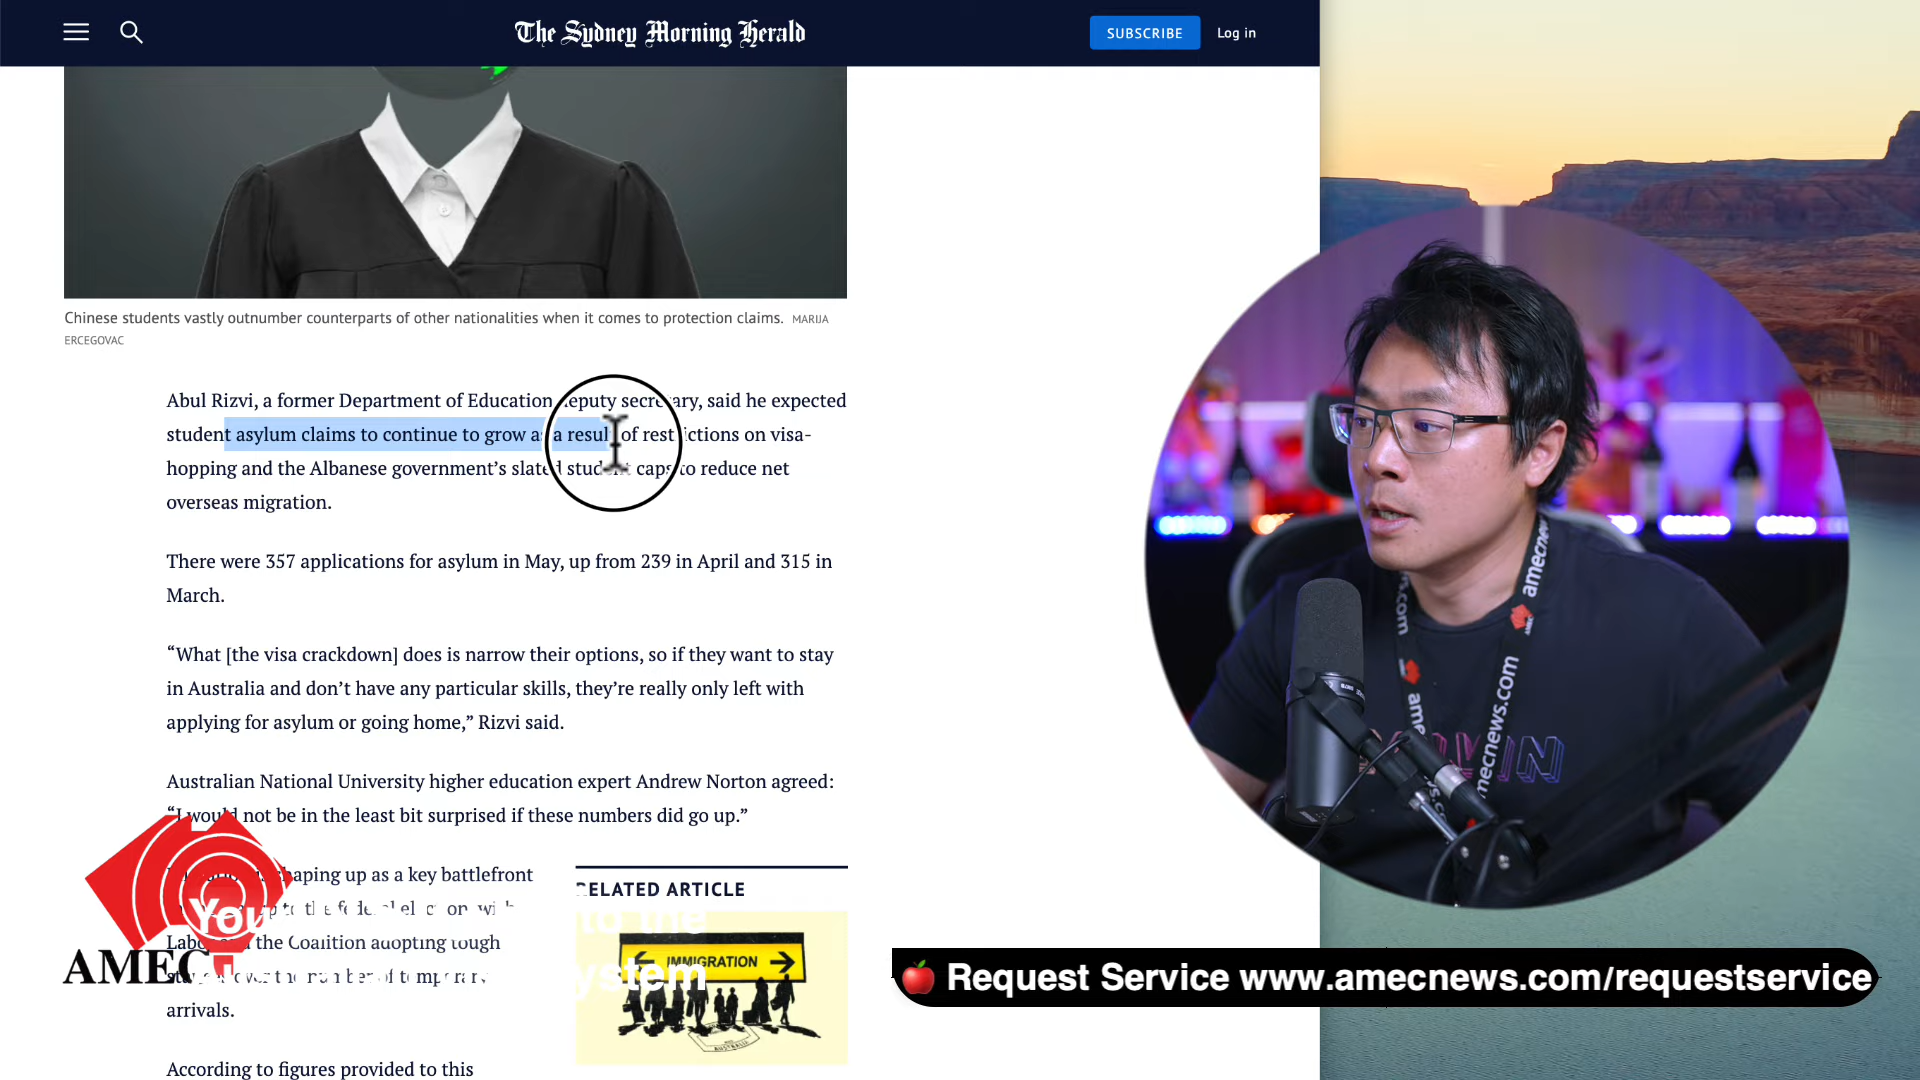 The Sydney Morning Herald
SUBSCRIBE
Log in
Chinese students vastly outnumber counterparts of other nationalities when it comes to protection claims. MARIJA
ERCEGOVAC
Abul Rizvi, a former Department of Education deputy secretary, said he expected
student asylum claims to continue to grow as a result of restrictions on visa-
hopping and the Albanese government’s slated student caps to reduce net
overseas migration.
There were 357 applications for asylum in May, up from 239 in April and 315 in
March.
“What [the visa crackdown] does is narrow their options, so if they want to stay
in Australia and don’t have any particular skills, they’re really only left with
applying for asylum or going home,” Rizvi said.
Australian National University higher education expert Andrew Norton agreed:
“I would not be in the least bit surprised if these numbers did go up.”
shaping up as a key battlefront
to the federal election, with
the Coalition adopting tough
over the number of temporary
arrivals.
According to figures provided to this
RELATED ARTICLE
IMMIGRATION
AUSTRALIA
AMEC
to the
Request Service www.amecnews.com/requestservice
amecnews.com